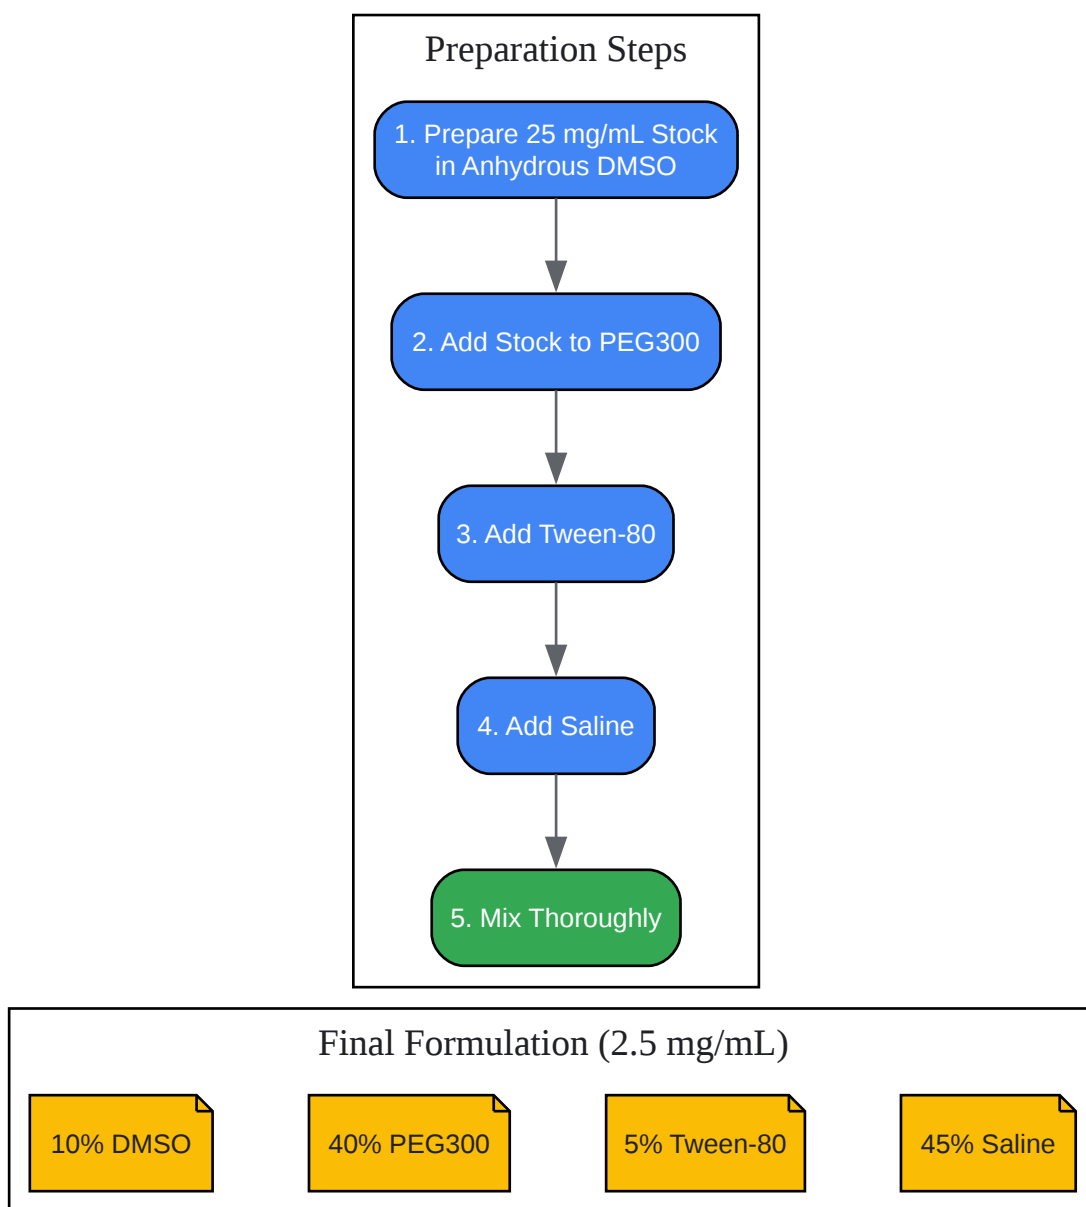 Preparation Steps
1. Prepare 25 mg/mL Stock
in Anhydrous DMSO
2. Add Stock to PEG300
3. Add Tween-80
4. Add Saline
5. Mix Thoroughly
Final Formulation (2.5 mg/mL)
10% DMSO
40% PEG300
5% Tween-80
45% Saline